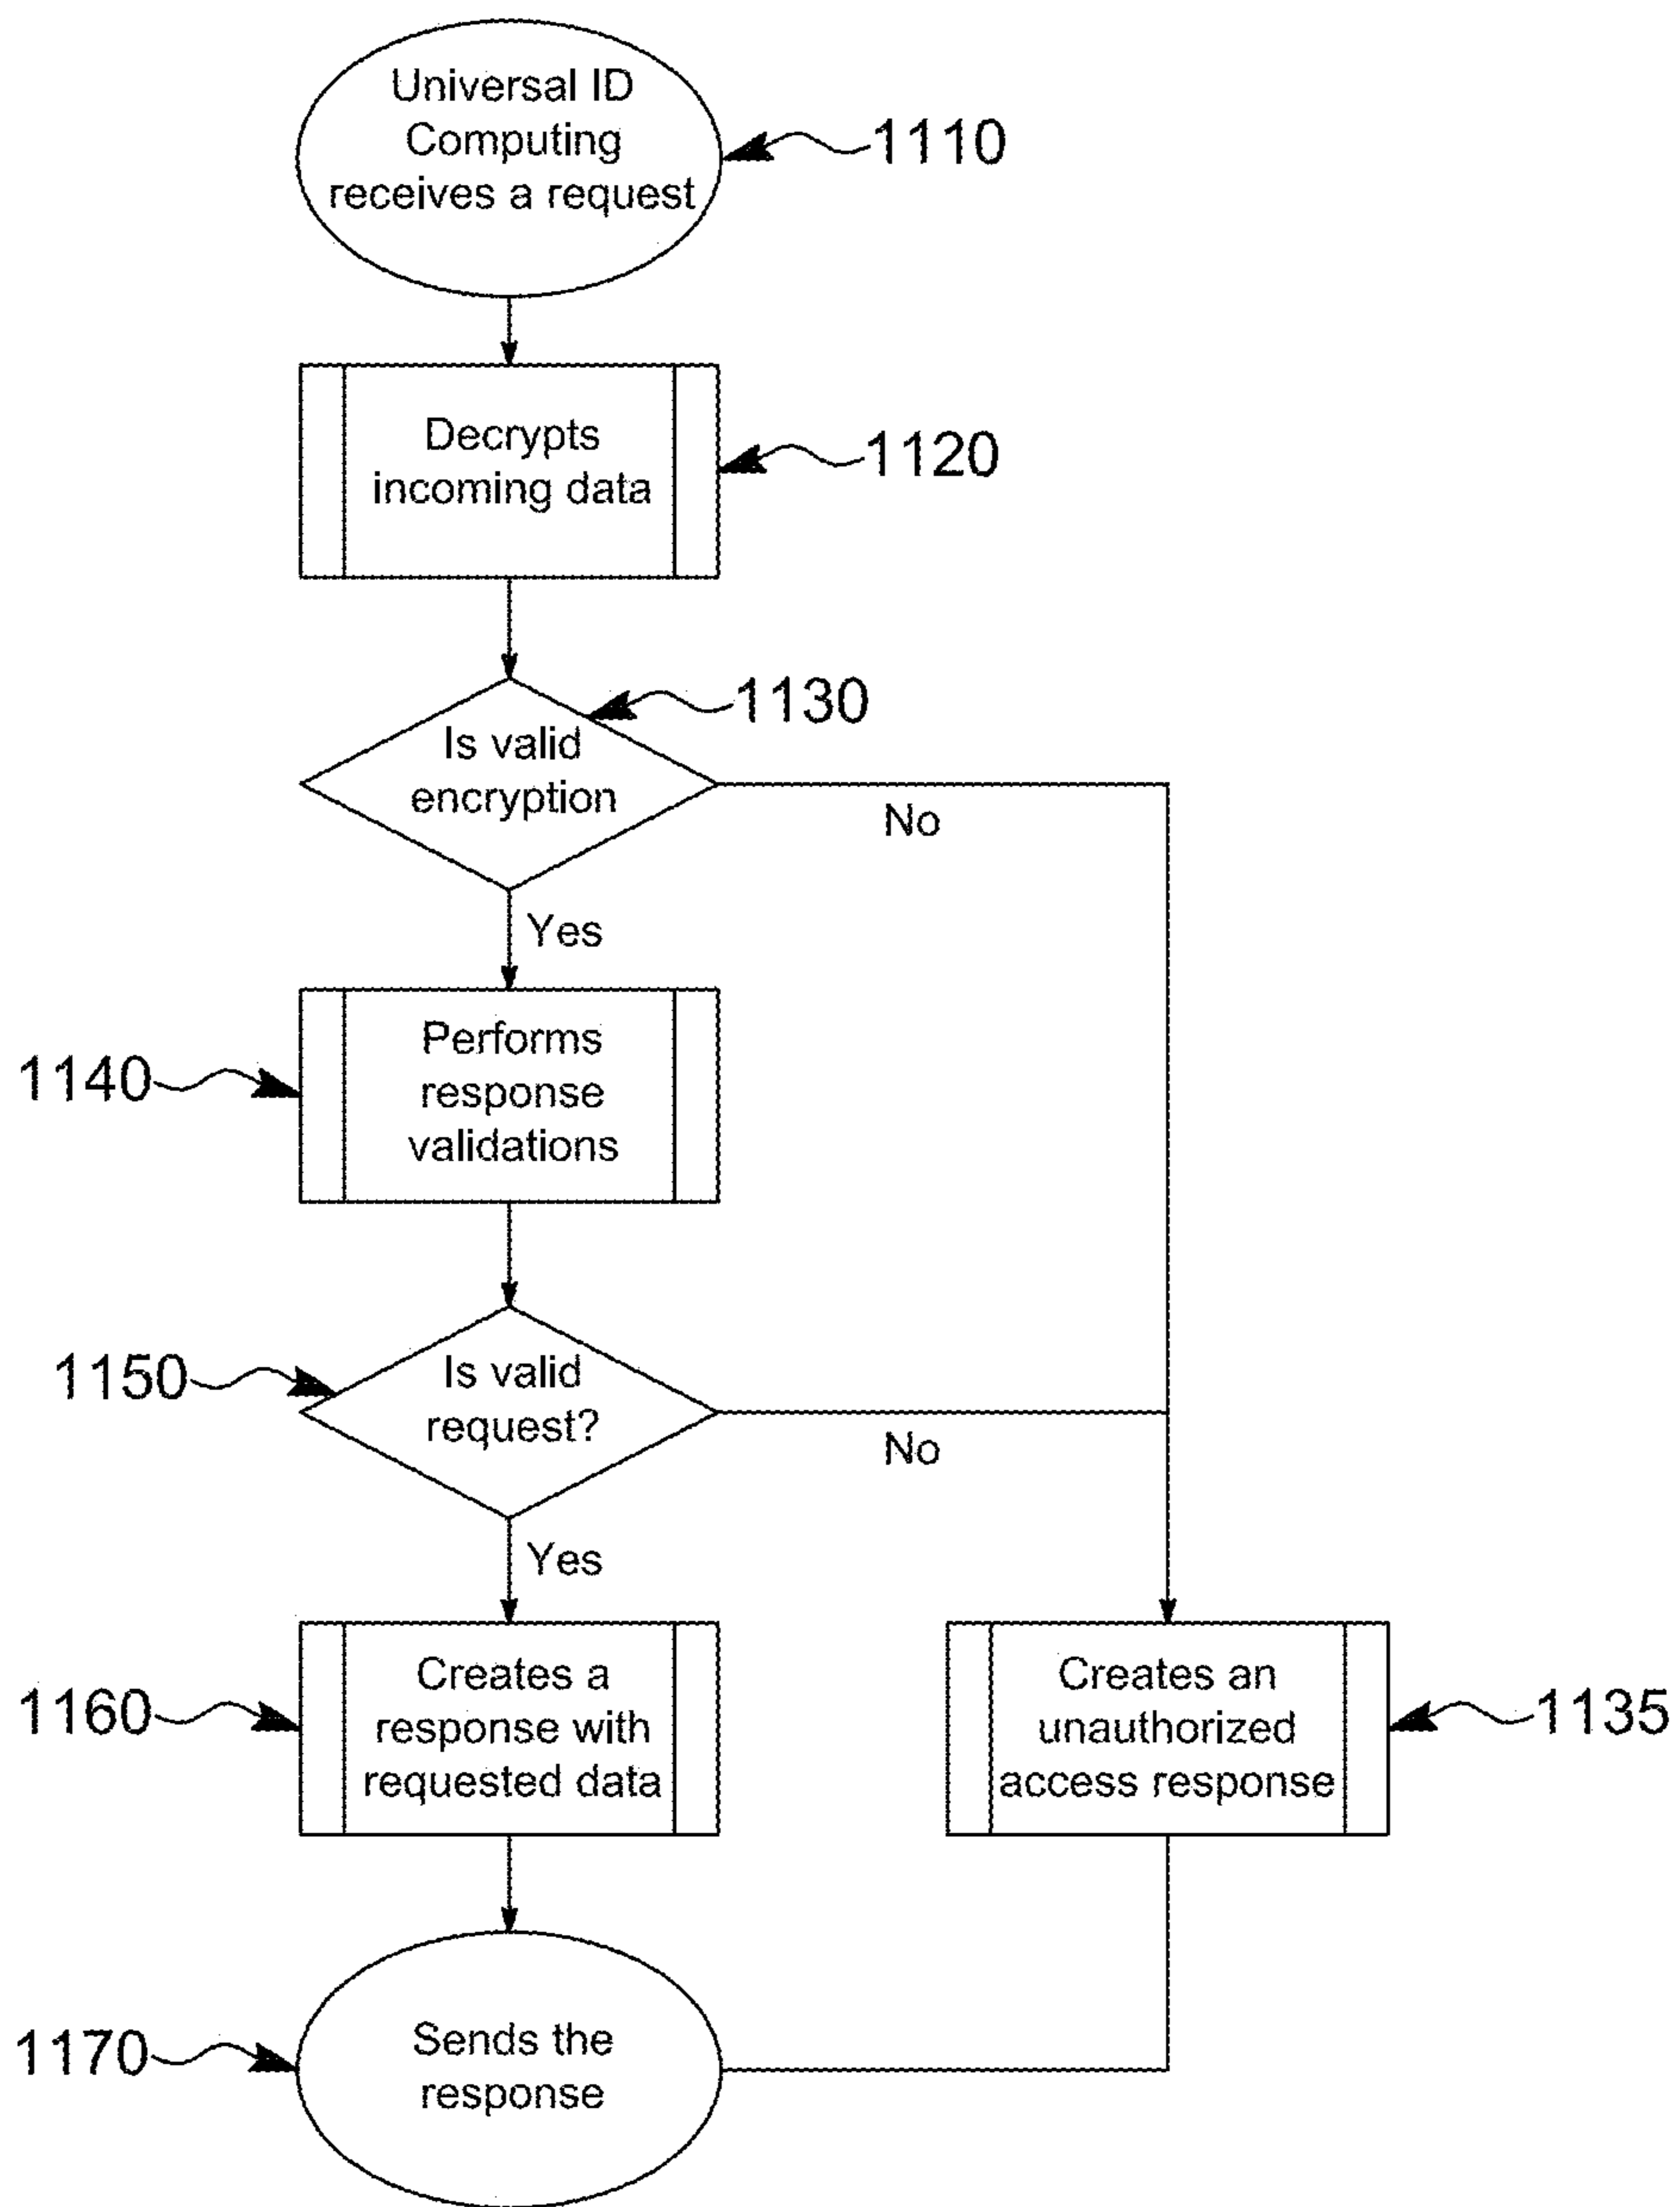 Universal ID
Computing
receives a request
1110
Decrypts
incoming data
1120
1130
Is valid
encryption
No
Yes
1140
Performs
response
validations
1150
Is valid
request?
No
Yes
1160
Creates a
response with
requested data
Creates an
unauthorized
access response
1135
1170
Sends the
response